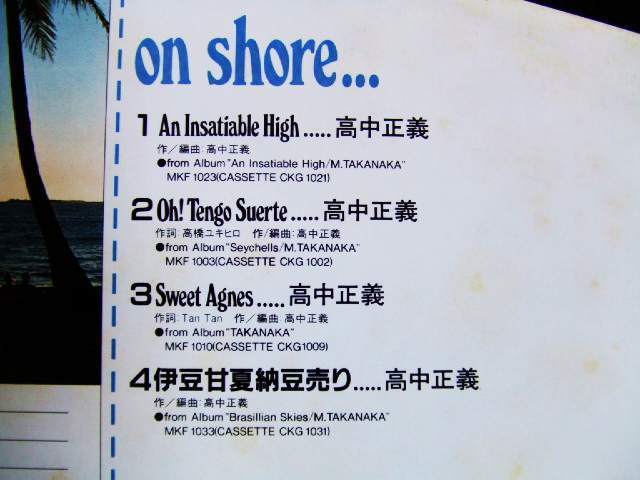 on shore...
1 An Insatiable High.....高中正義
作／編曲:高中正義
●from Album "An Insatiable High/M.TAKANAKA"
MKF 1023(CASSETTE CKG 1021)
2 Oh! Tengo Suerte.....高中正義
作詞:高橋ユキヒロ 作／編曲:高中正義
●from Album "Seychells/M.TAKANAKA"
MKF 1003(CASSETTE CKG 1002)
3 Sweet Agnes.....高中正義
作詞:Tan Tan 作／編曲:高中正義
●from Album "TAKANAKA"
MKF 1010(CASSETTE CKG1009)
4 伊豆甘夏納豆売り.....高中正義
作／編曲:高中正義
●from Album "Brasillian Skies/M.TAKANAKA"
MKF 1033(CASSETTE CKG 1031)